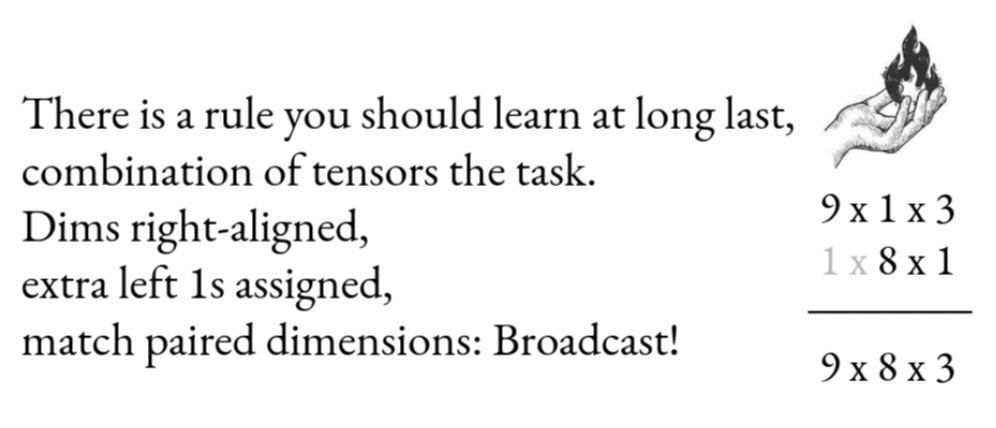 There is a rule you should learn at long last,
combination of tensors the task.
Dims right-aligned,
extra left 1s assigned,
match paired dimensions: Broadcast!
9 x 1 x 3
1 x 8 x 1
9 x 8 x 3